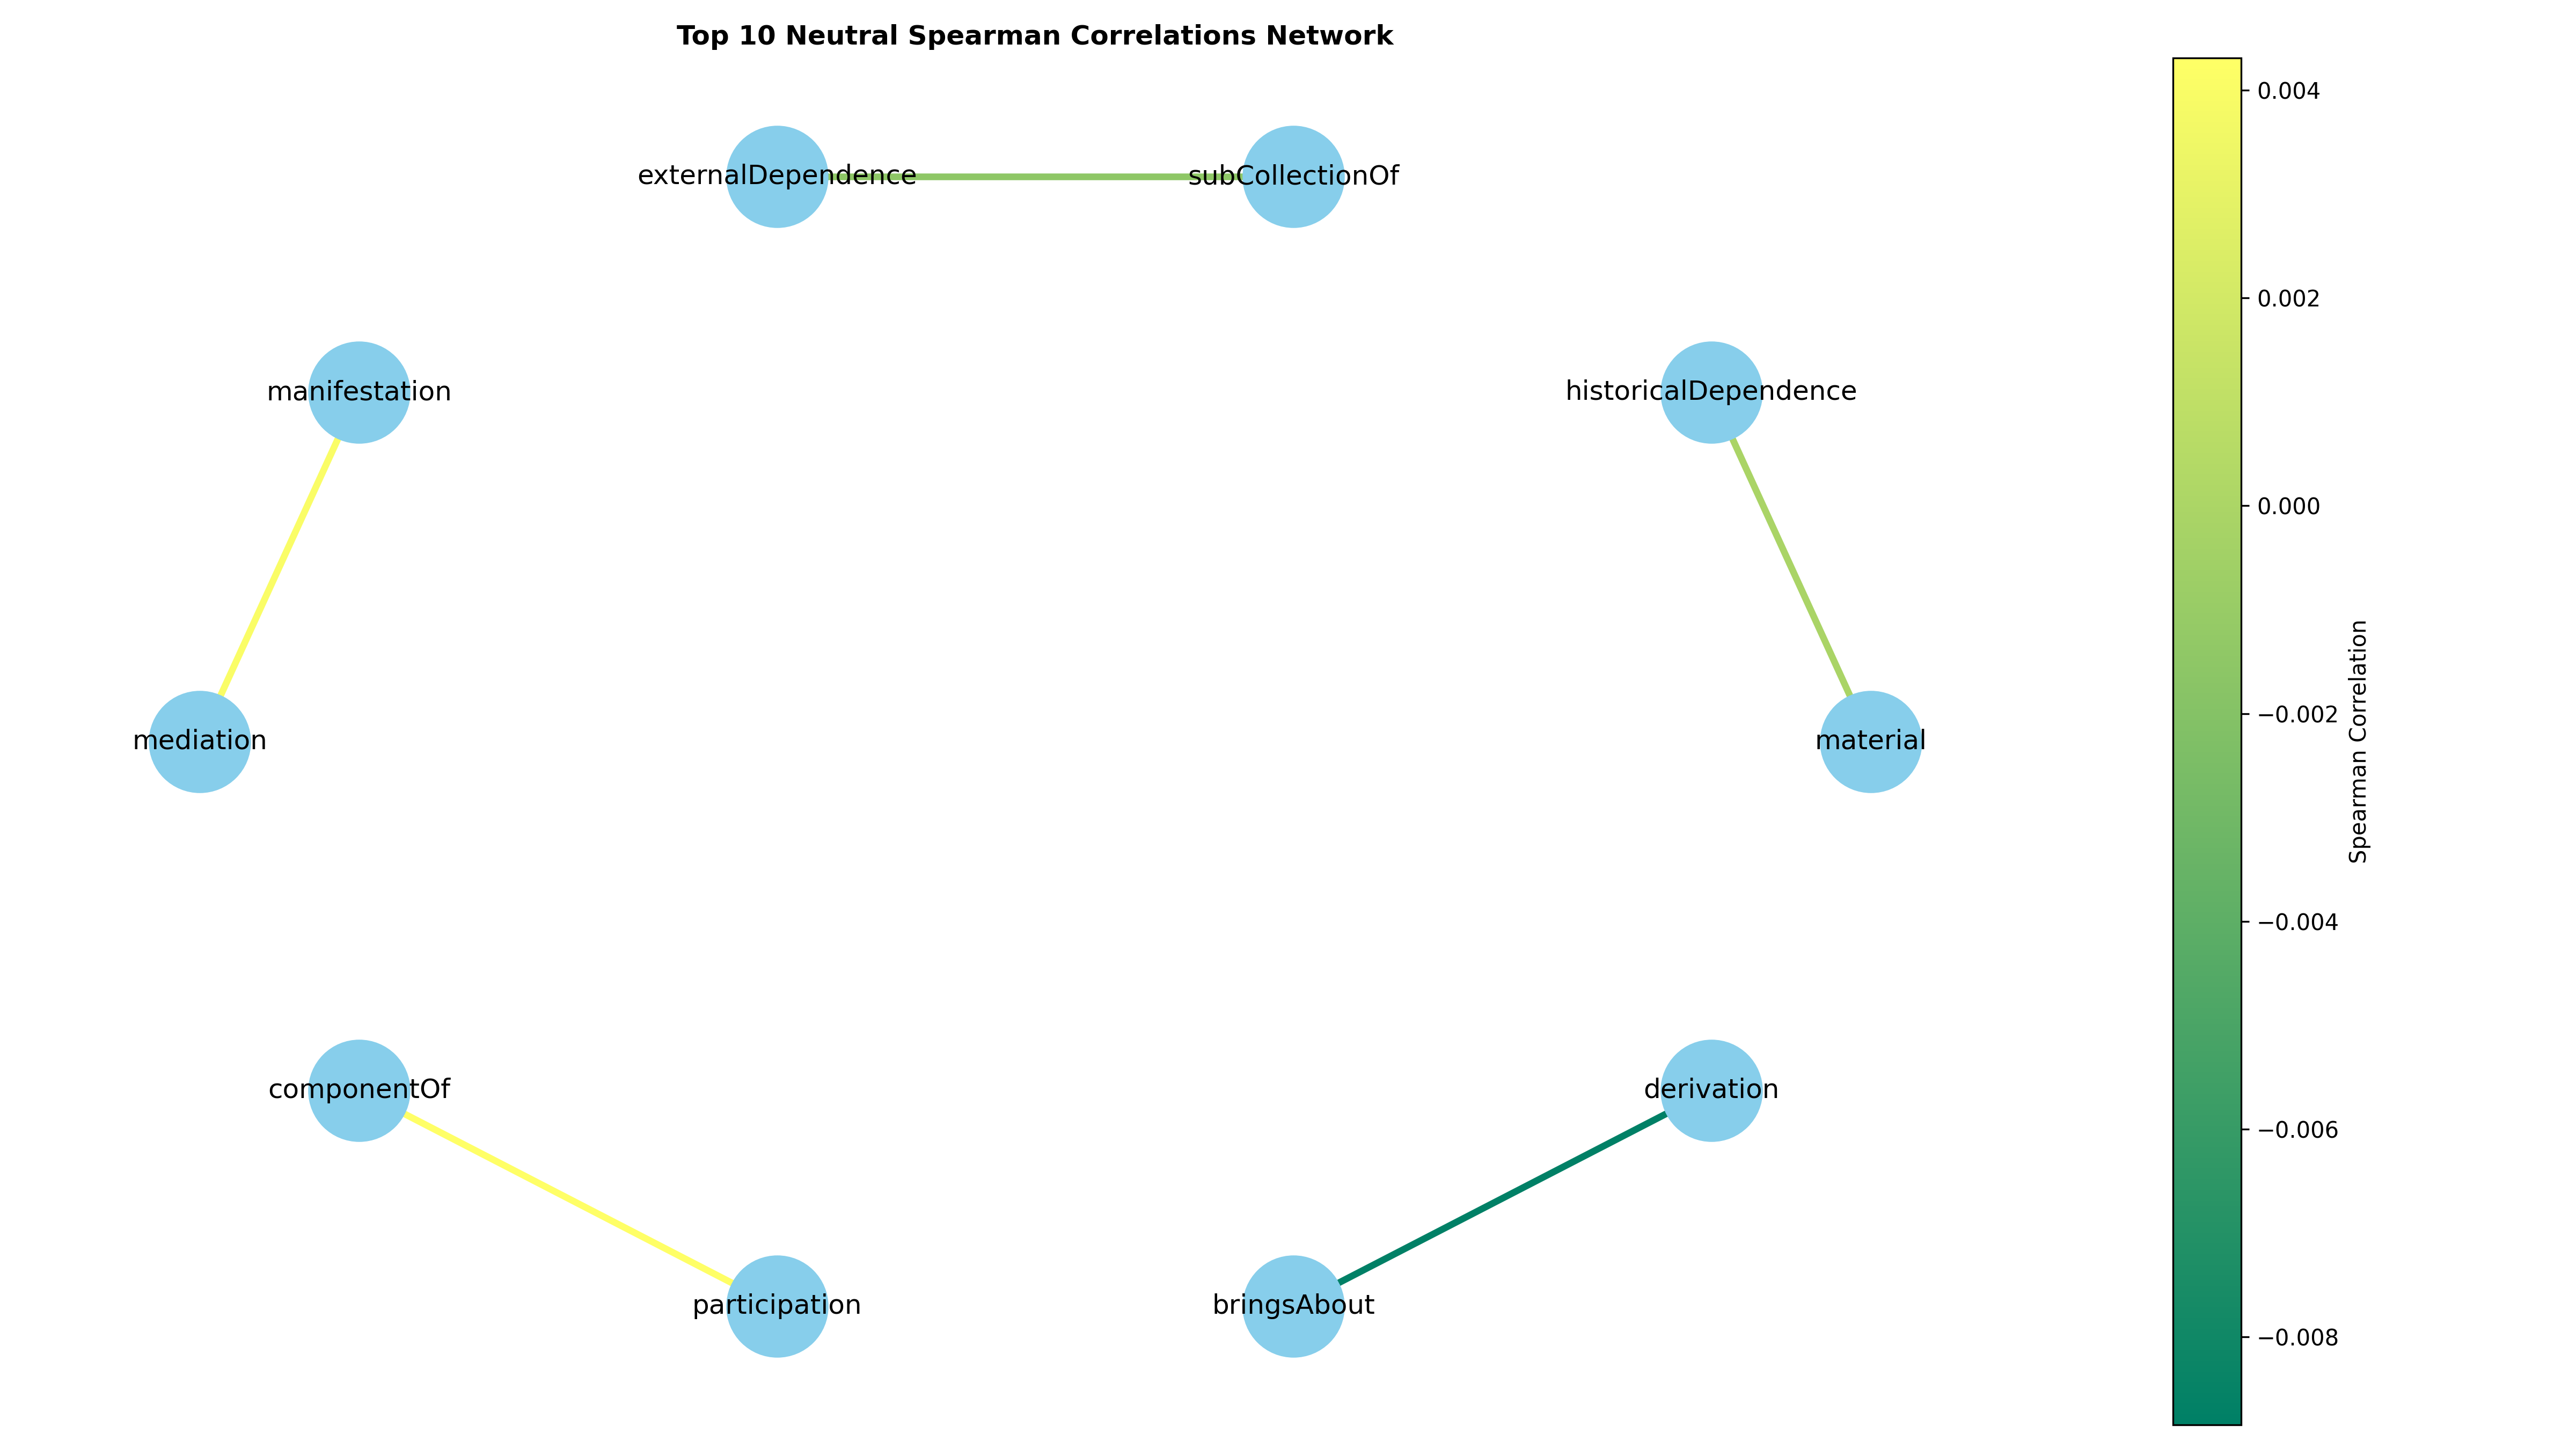 Top 10 Neutral Spearman Correlations Network
externalDependence
subCollectionOf
manifestation
historicalDependence
mediation
material
componentOf
derivation
participation
bringsAbout
0.004
0.002
0.000
−0.002
−0.004
−0.006
−0.008
Spearman Correlation